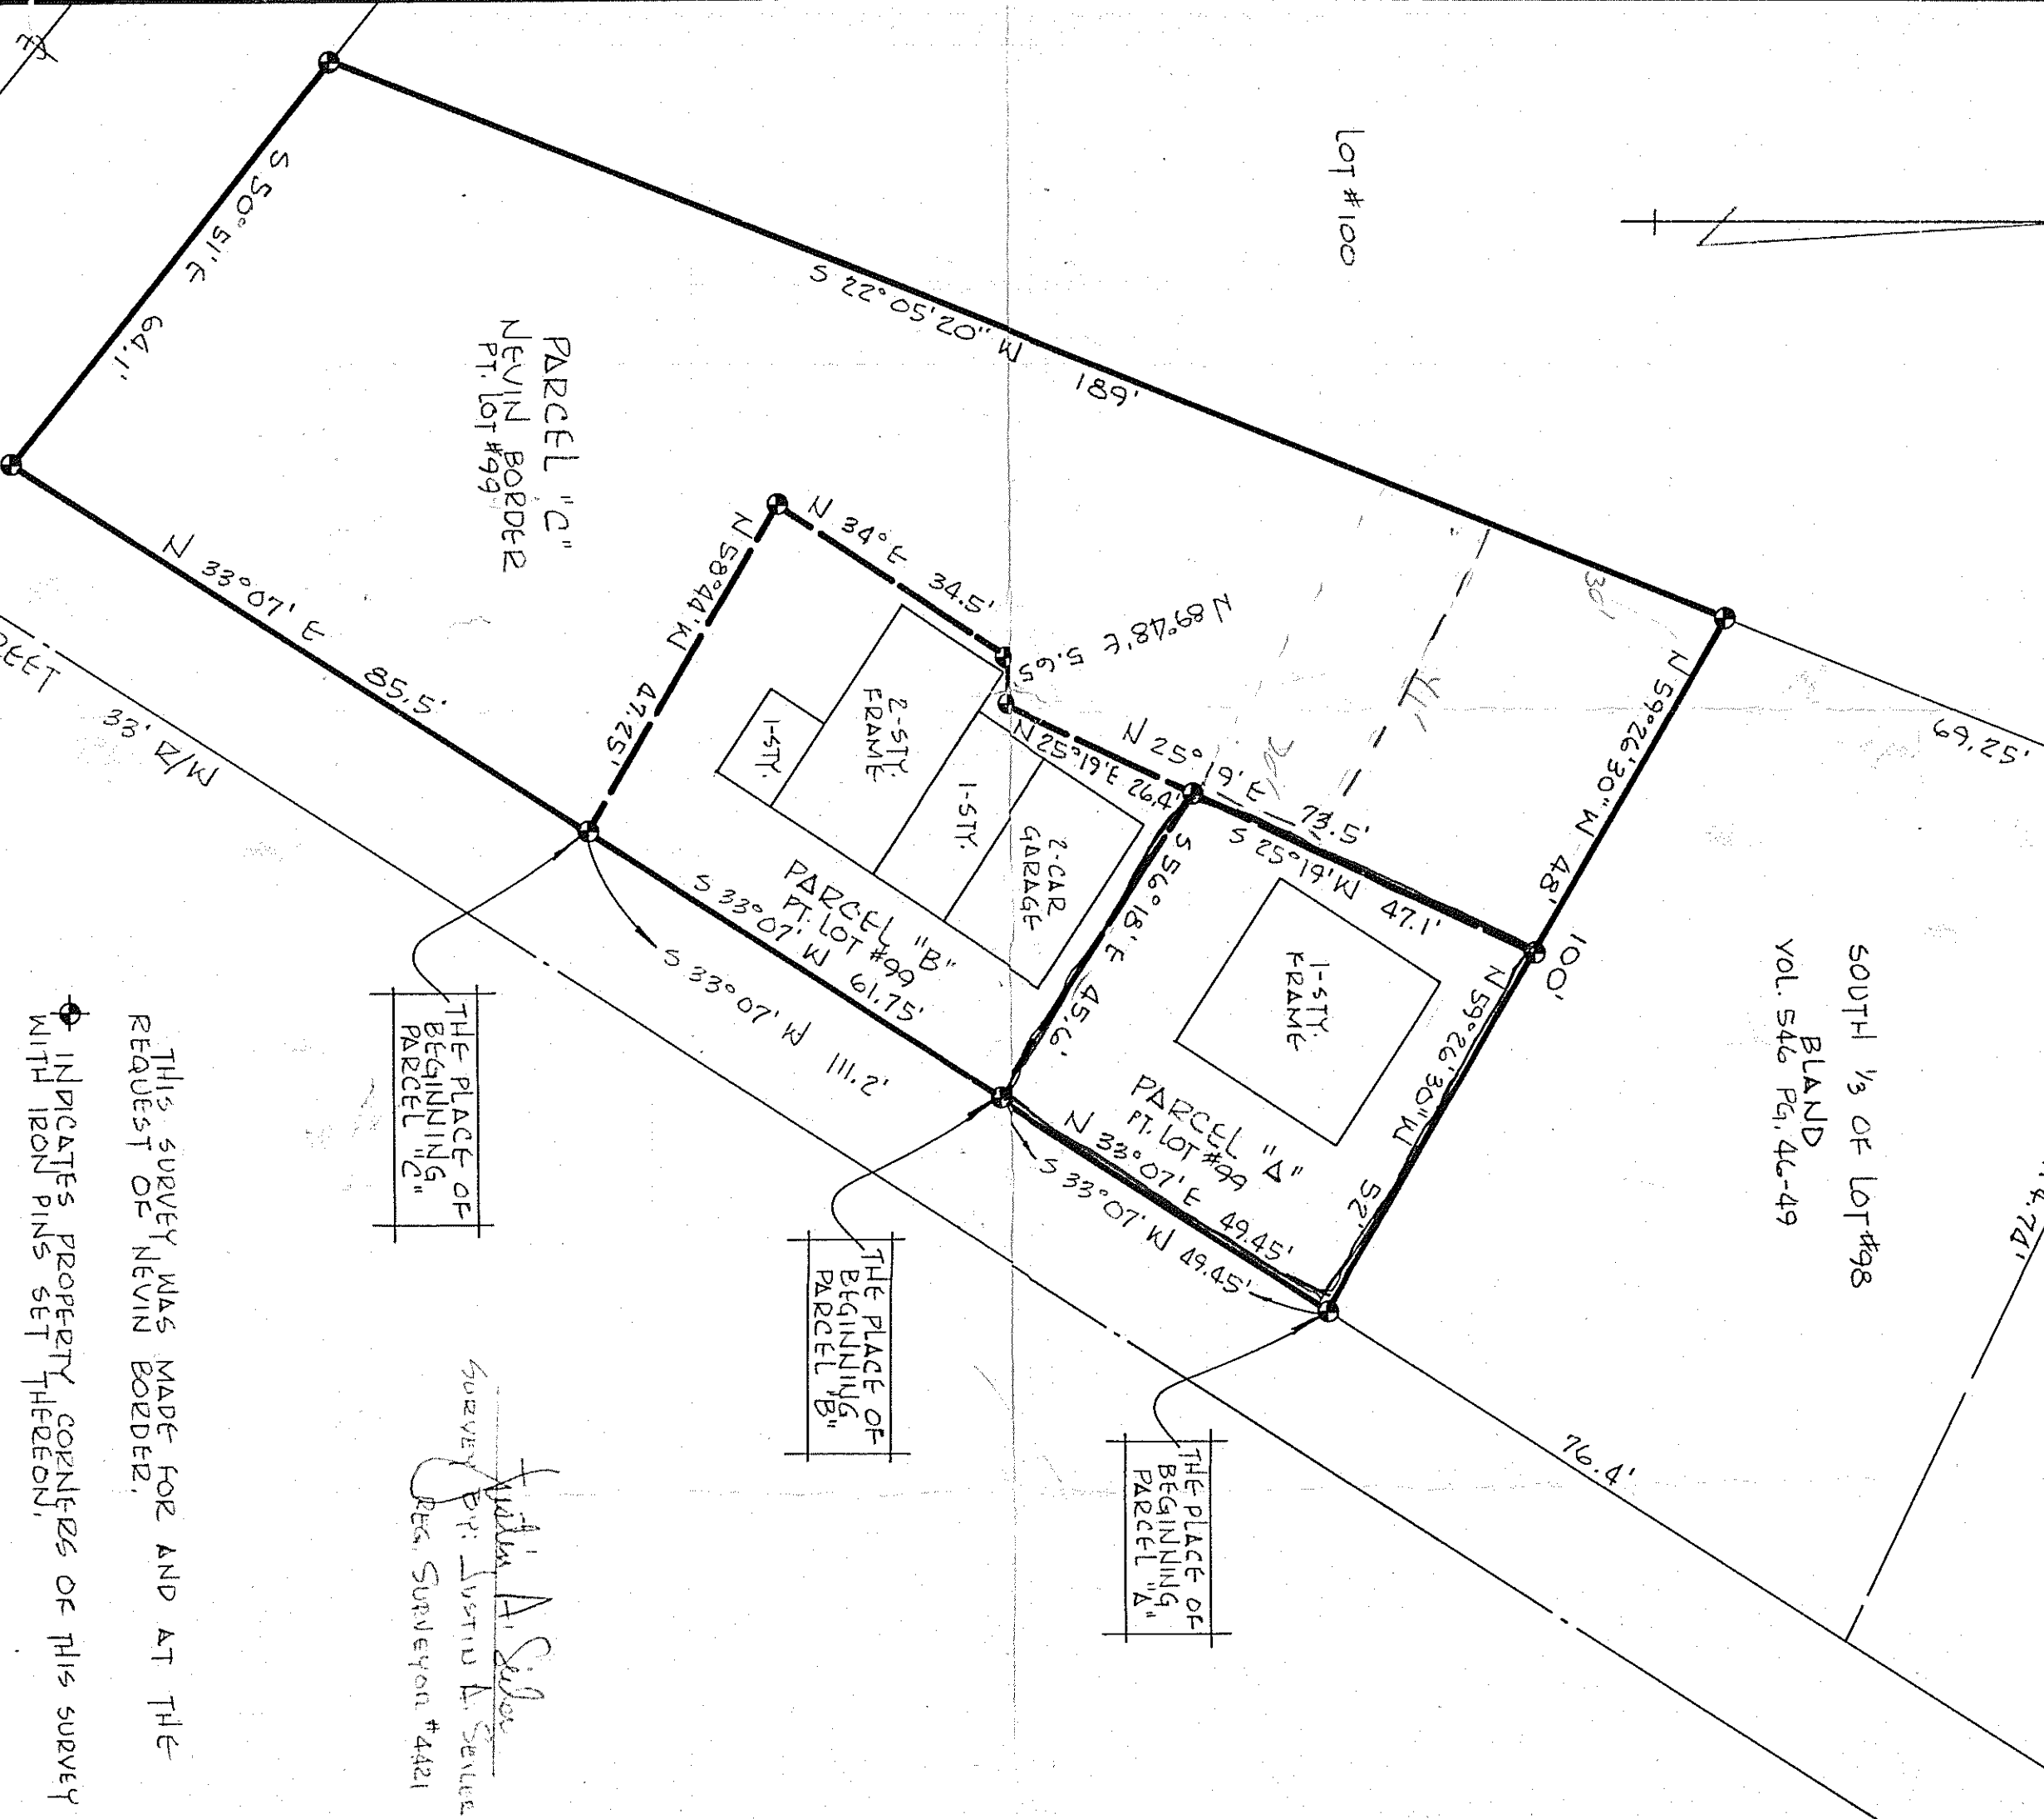 LOT #100
69.25'
SOUTH 1/3 OF LOT #98
BLAND
VOL. 546 PG. 46-49
N 59°26'30" W 48'
100'
N 59°26'30" W
52'
S 22°05'20" W 189'
30'
N 25°19'E 73.5'
S 25°19'W 47.1'
1-STY.
FRAME
PARCEL "A"
PT. LOT #99
N 33°07'E 49.45'
S 33°07' W 49.45'
76.4'
THE PLACE OF
BEGINNING
PARCEL "A"
N 89°48'E 5.65'
N 25°19'E 26.4'
S 56°18'E 45.6'
2-CAR
GARAGE
1-STY.
2-STY.
FRAME
1-STY.
PARCEL "B"
PT. LOT #99
S 33°07' W 61.75'
THE PLACE OF
BEGINNING
PARCEL "B"
N 34° E 34.5'
N 58°44' W 47.25'
S 33°07' W 111.2'
PARCEL "C"
NEVIN BORDER
PT. LOT #99
THE PLACE OF
BEGINNING
PARCEL "C"
S 50°51' E 64.1'
N 33°07' E 85.5'
33' R/W
SURVEY BY: JUSTIN A. SEILER
REG. SURVEYOR #4421
THIS SURVEY WAS MADE FOR AND AT THE
REQUEST OF NEVIN BORDER.
INDICATES PROPERTY CORNERS OF THIS SURVEY
WITH IRON PINS SET THEREON.